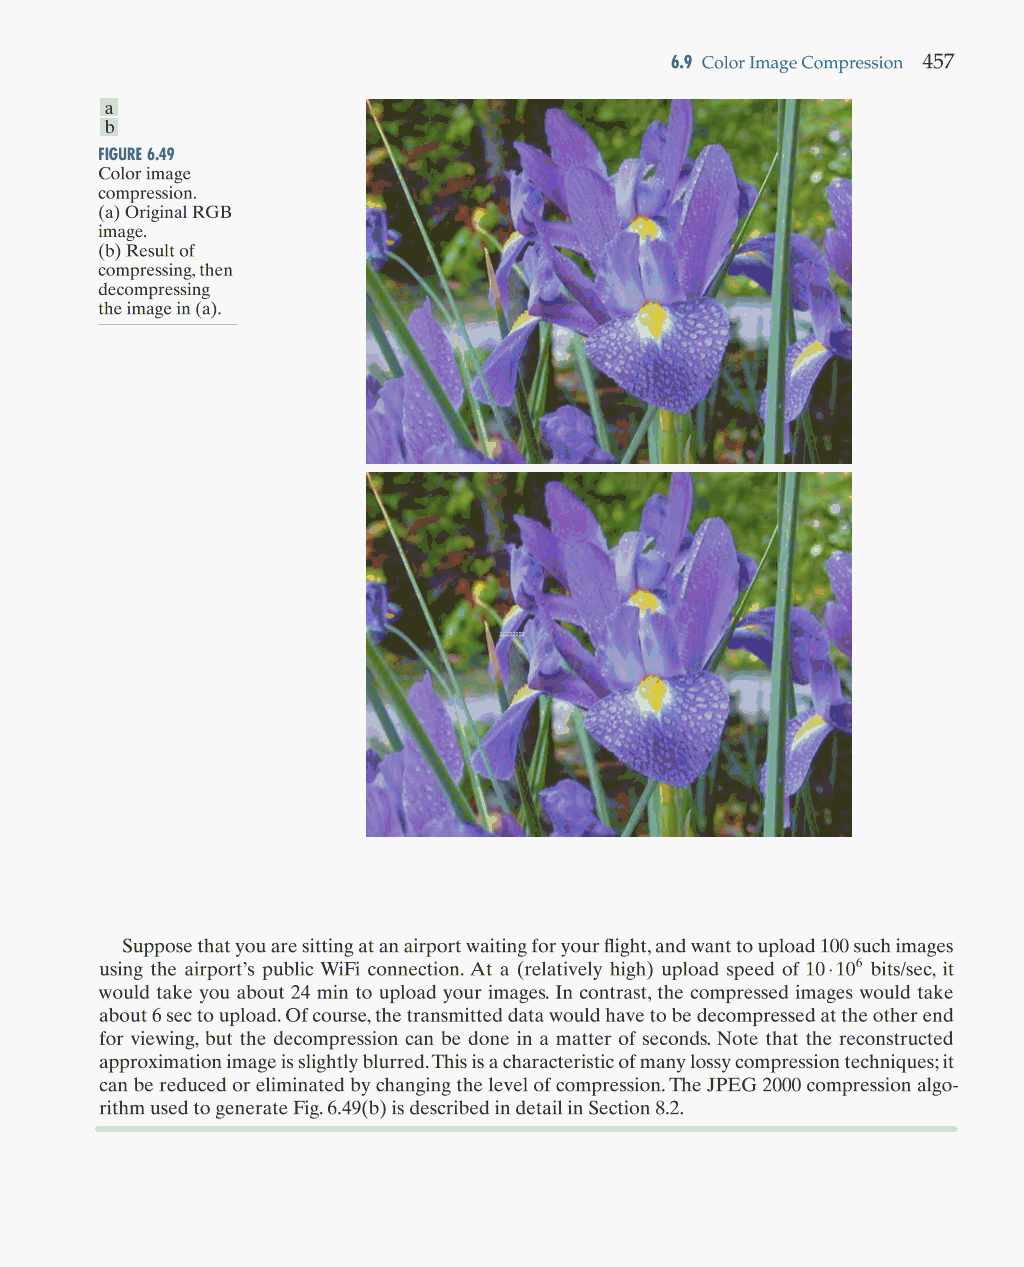 6.9 Color Image Compression 457
a
b
FIGURE 6.49
Color image
compression.
(a) Original RGB
image.
(b) Result of
compressing, then
decompressing
the image in (a).
Suppose that you are sitting at an airport waiting for your flight, and want to upload 100 such images
using the airport’s public WiFi connection. At a (relatively high) upload speed of 10 · 10⁶ bits/sec, it
would take you about 24 min to upload your images. In contrast, the compressed images would take
about 6 sec to upload. Of course, the transmitted data would have to be decompressed at the other end
for viewing, but the decompression can be done in a matter of seconds. Note that the reconstructed
approximation image is slightly blurred. This is a characteristic of many lossy compression techniques; it
can be reduced or eliminated by changing the level of compression. The JPEG 2000 compression algo-
rithm used to generate Fig. 6.49(b) is described in detail in Section 8.2.